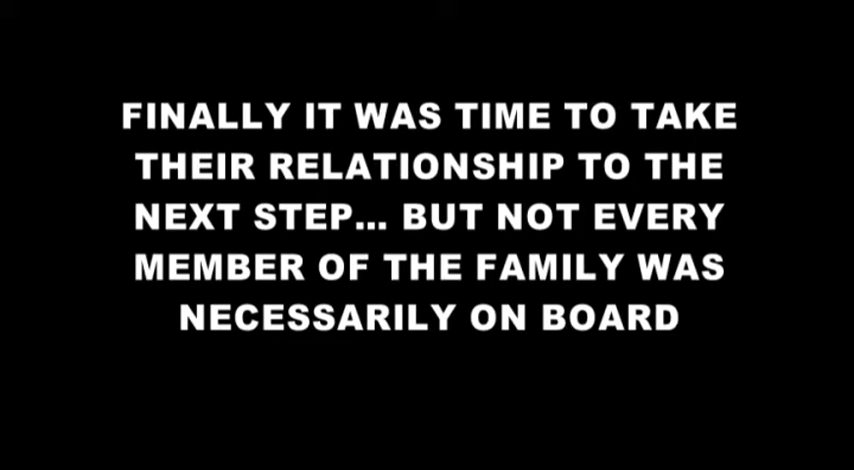 FINALLY IT WAS TIME TO TAKE
THEIR RELATIONSHIP TO THE
NEXT STEP... BUT NOT EVERY
MEMBER OF THE FAMILY WAS
NECESSARILY ON BOARD